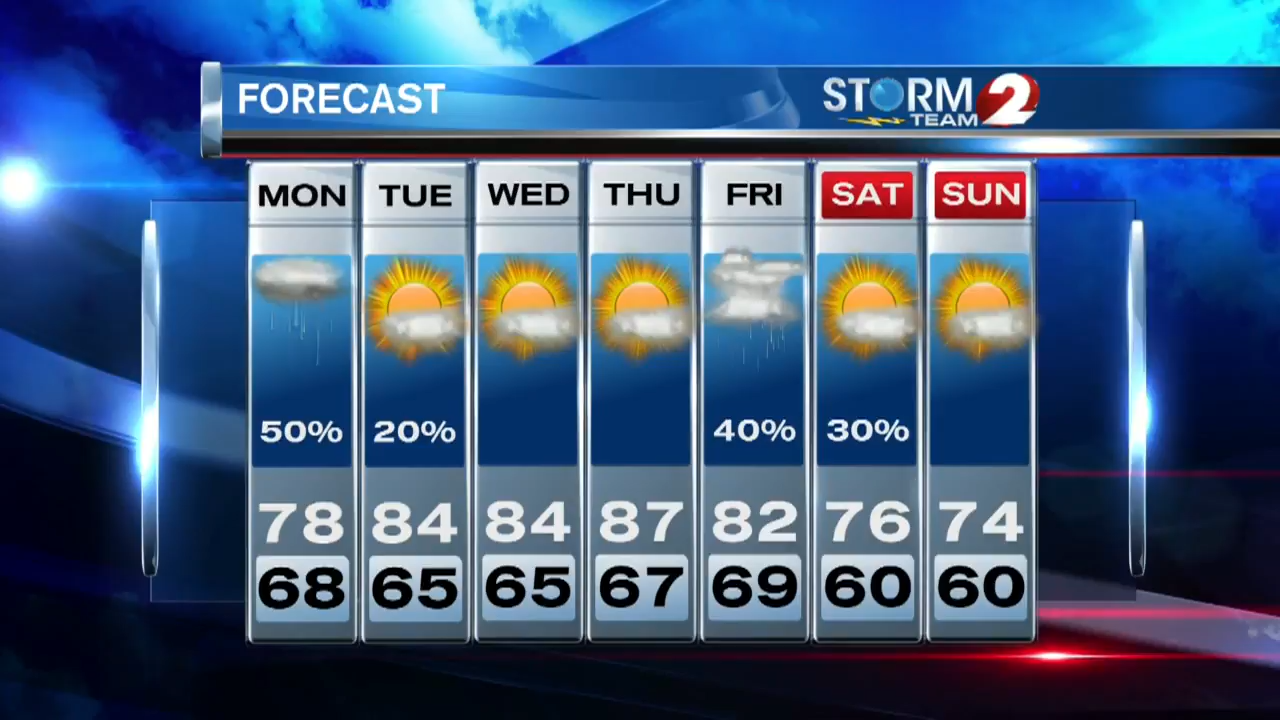 FORECAST
STORM
TEAM 2
MON TUE WED THU FRI SAT SUN
50% 20% 40% 30%
78 84 84 87 82 76 74
68 65 65 67 69 60 60